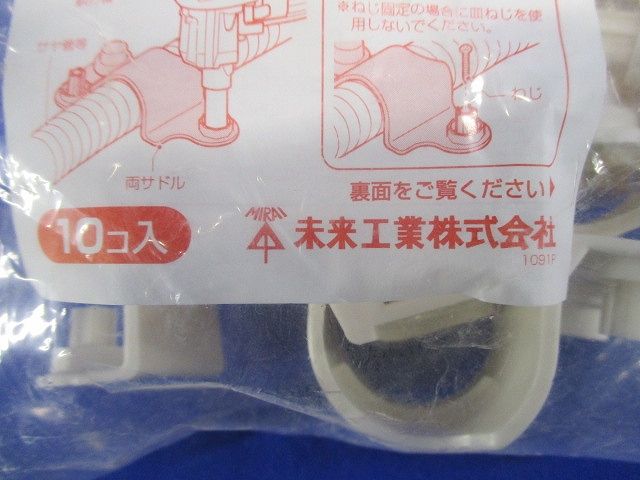 ※ねじ固定の場合に皿ねじを使
用しないでください。
ねじ
両サドル
裏面をご覧ください
10コ入
MIRAI
未来工業株式会社
1091P